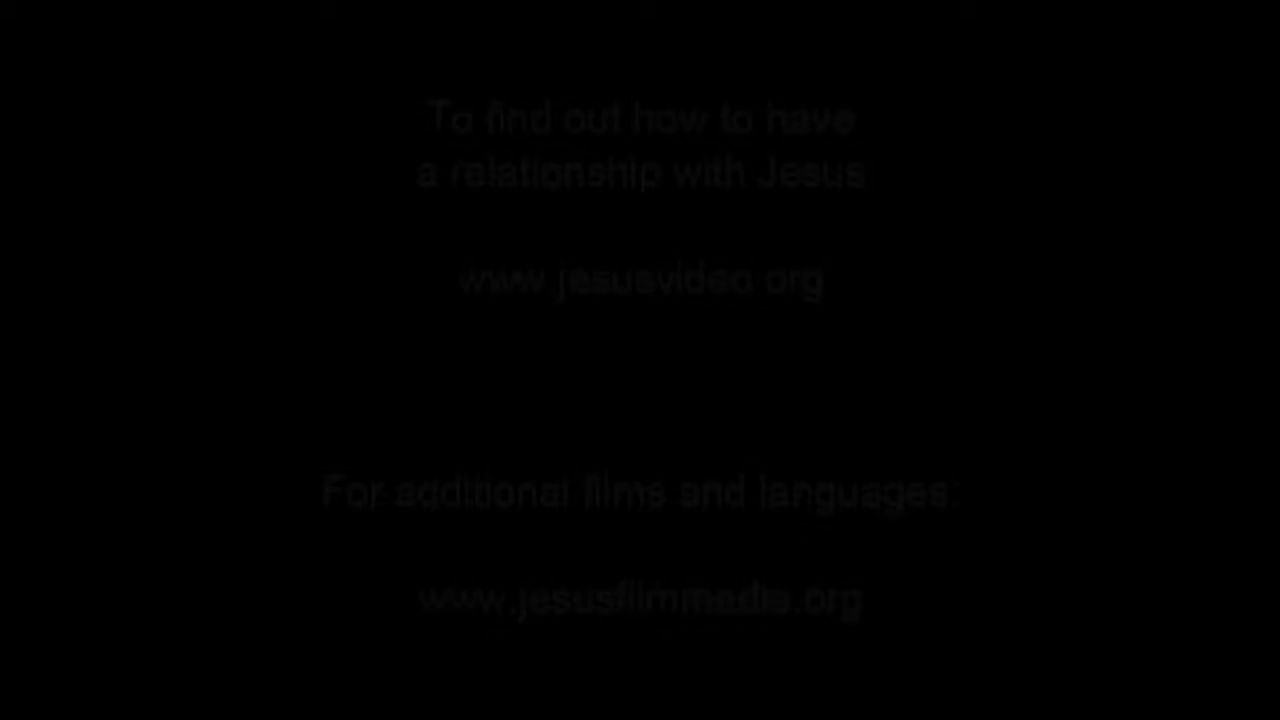 To find out how to have
a relationship with Jesus
www.jesusvideo.org
For additional films and languages:
www.jesusfilmmedia.org